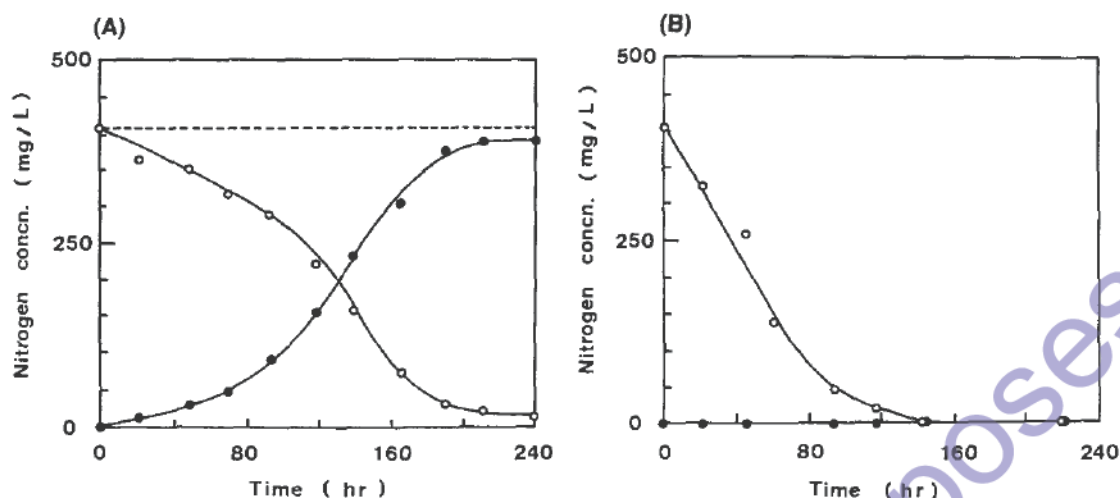 (A)
500
250
0
Nitrogen concn. (mg/L)
0 80 160 240
Time (hr)
(B)
500
250
0
Nitrogen concn. (mg/L)
0 80 160 240
Time (hr)
poses